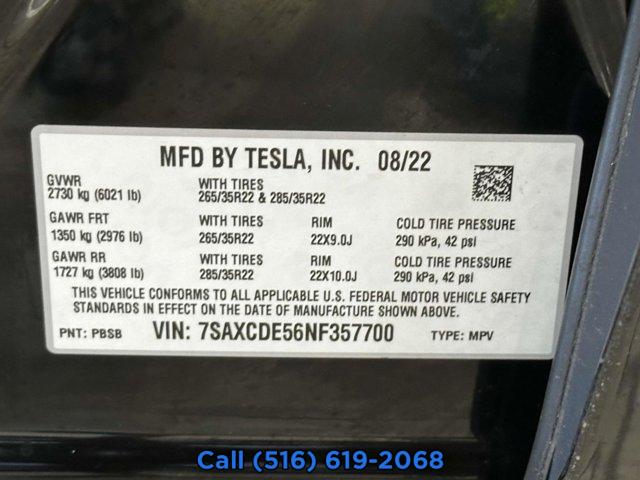 MFD BY TESLA, INC. 08/22
GVWR WITH TIRES
2730 kg (6021 lb) 265/35R22 & 285/35R22
GAWR FRT WITH TIRES RIM COLD TIRE PRESSURE
1350 kg (2976 lb) 265/35R22 22X9.0J 290 kPa, 42 psi
GAWR RR WITH TIRES RIM COLD TIRE PRESSURE
1727 kg (3808 lb) 285/35R22 22X10.0J 290 kPa, 42 psi
THIS VEHICLE CONFORMS TO ALL APPLICABLE U.S. FEDERAL MOTOR VEHICLE SAFETY
STANDARDS IN EFFECT ON THE DATE OF MANUFACTURE SHOWN ABOVE.
PNT: PBSB VIN: 7SAXCDE56NF357700 TYPE: MPV
Call (516) 619-2068